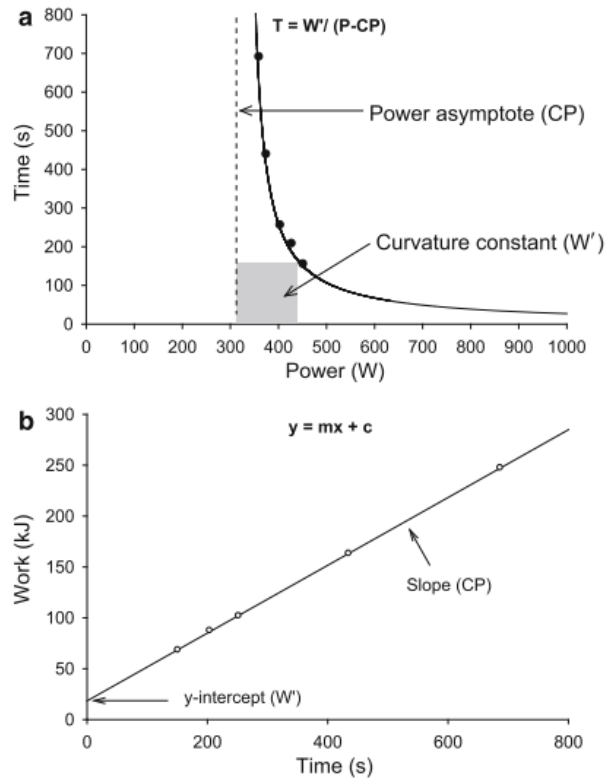 a
T = W'/ (P-CP)
800
700
600
500
400
300
200
100
0
Time (s)
Power asymptote (CP)
Curvature constant (W′)
0 100 200 300 400 500 600 700 800 900 1000
Power (W)
b
y = mx + c
300
250
200
150
100
50
0
Work (kJ)
Slope (CP)
y-intercept (W')
0 200 400 600 800
Time (s)